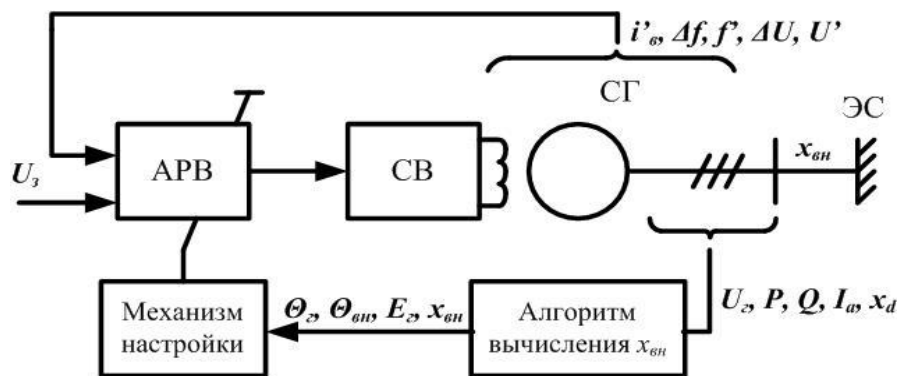 i'в, Δf, f', ΔU, U'
СГ
ЭС
Uз
АРВ
СВ
xвн
Механизм
настройки
Θг, Θвн, Eг, xвн
Алгоритм
вычисления xвн
Uг, P, Q, Iа, xd